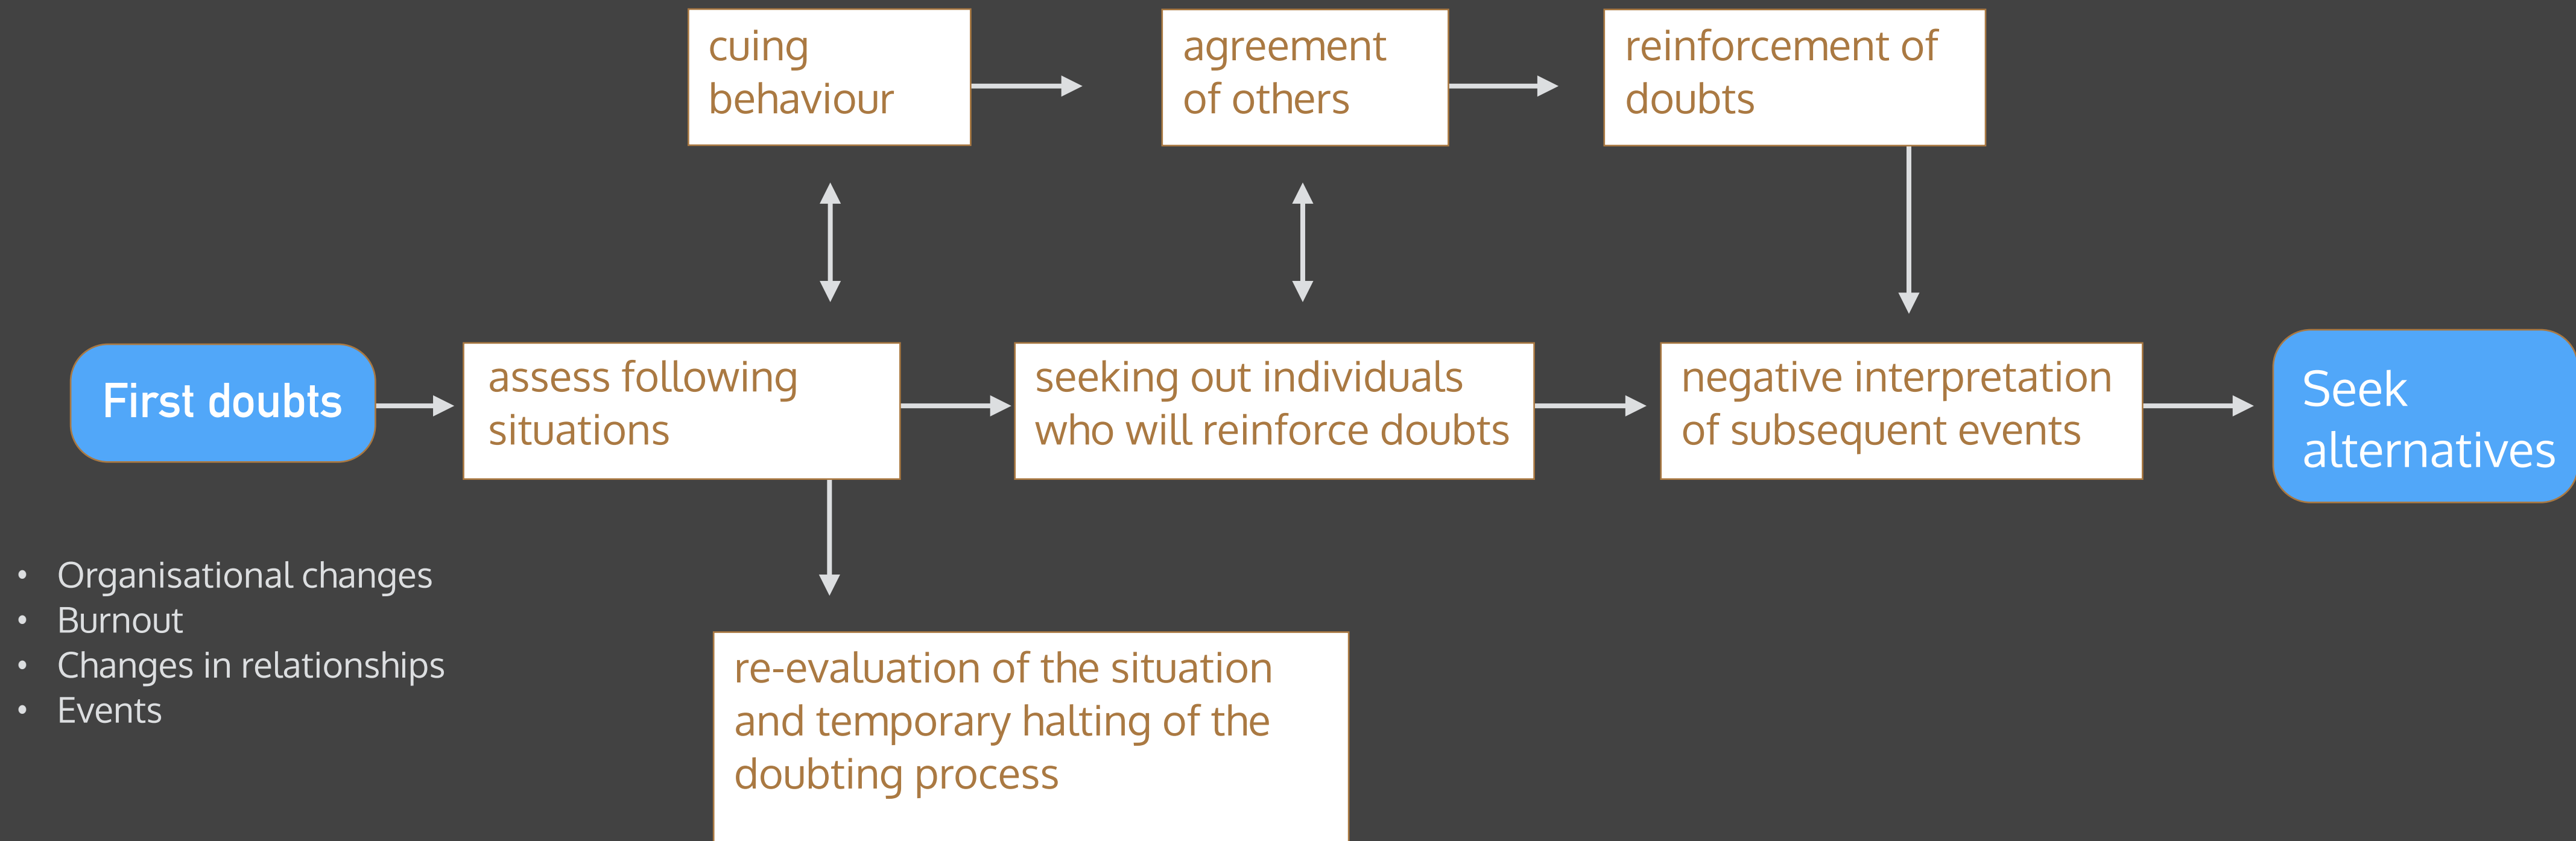 cuing
behaviour
agreement
of others
reinforcement of
doubts
First doubts
assess following
situations
seeking out individuals
who will reinforce doubts
negative interpretation
of subsequent events
Seek
alternatives
• Organisational changes
• Burnout
• Changes in relationships
• Events
re-evaluation of the situation
and temporary halting of the
doubting process